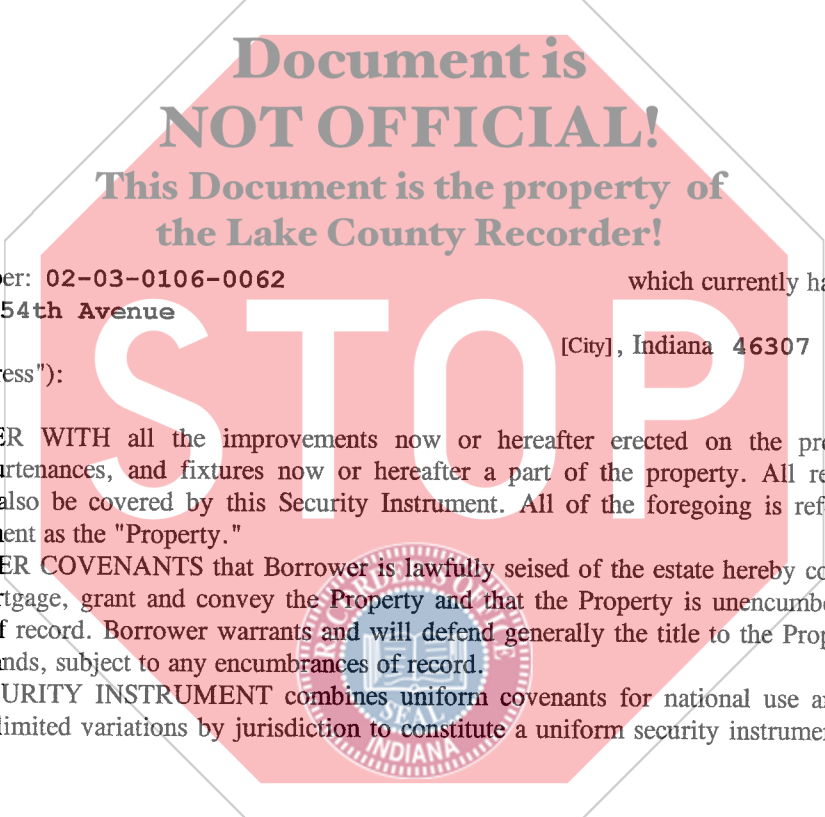 Document is
NOT OFFICIAL!
This Document is the property of
the Lake County Recorder!
er: 02-03-0106-0062 which currently ha
54th Avenue
[City], Indiana 46307
ess"):
STOP
ER WITH all the improvements now or hereafter erected on the pro
urtenances, and fixtures now or hereafter a part of the property. All re
also be covered by this Security Instrument. All of the foregoing is ref
ent as the "Property."
ER COVENANTS that Borrower is lawfully seised of the estate hereby co
rtgage, grant and convey the Property and that the Property is unencumb
f record. Borrower warrants and will defend generally the title to the Prop
nds, subject to any encumbrances of record.
URITY INSTRUMENT combines uniform covenants for national use a
limited variations by jurisdiction to constitute a uniform security instrume
SEAL
INDIANA